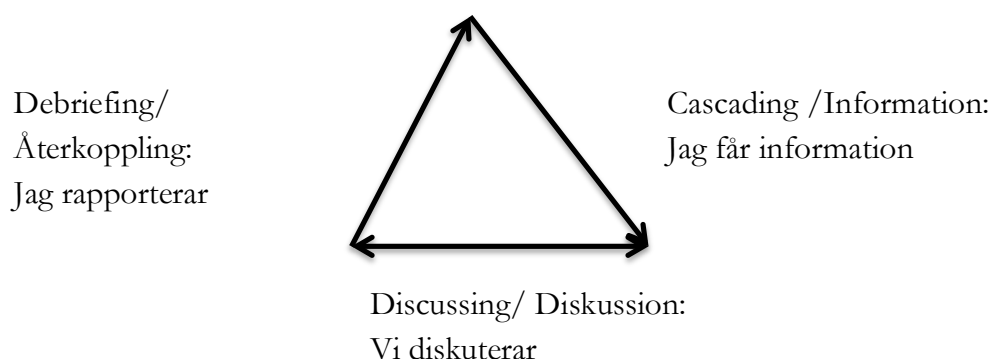 Debriefing/
Återkoppling:
Jag rapporterar
Cascading /Information:
Jag får information
Discussing/ Diskussion:
Vi diskuterar